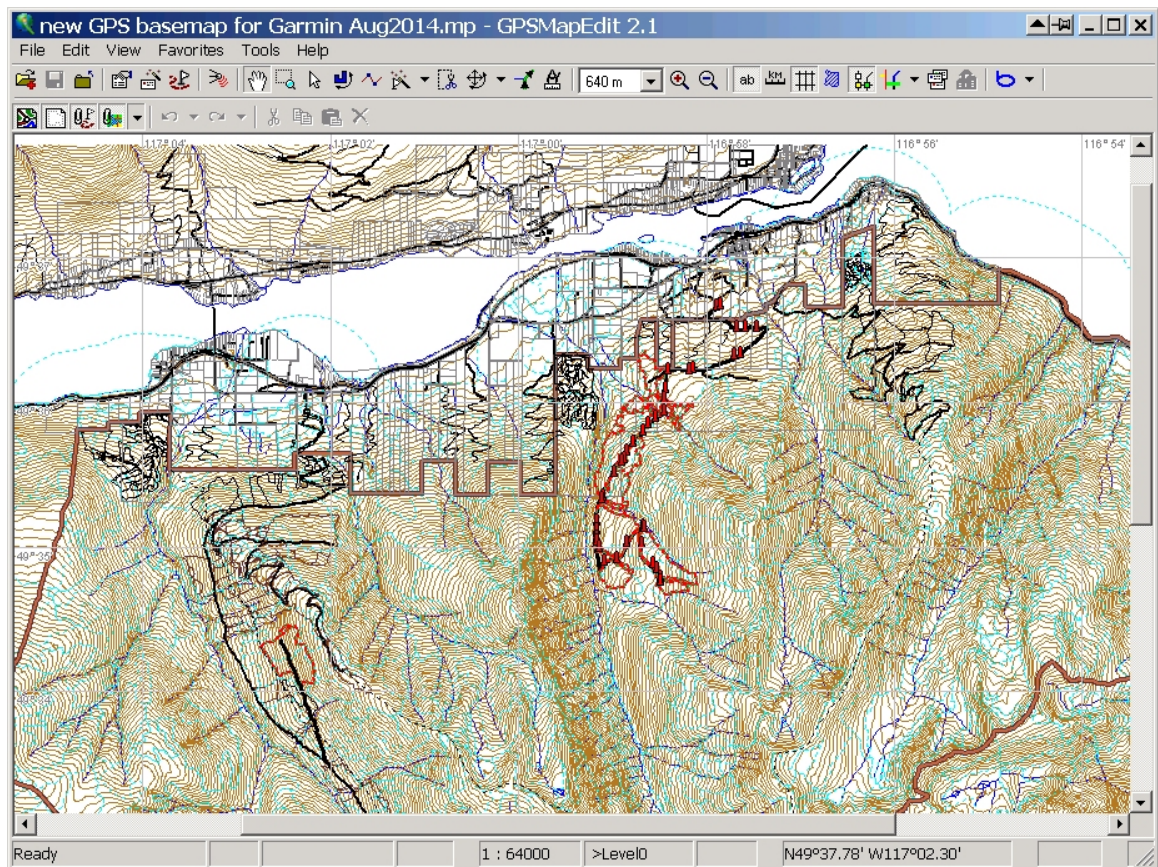 new GPS basemap for Garmin Aug2014.mp - GPSMapEdit 2.1
File Edit View Favorites Tools Help
640 m
ab
KM
117° 04' 117° 02' 117° 00' 116° 58' 116° 56' 116° 54'
49° 35'
Ready 1 : 64000 >Level0 N49°37.78' W117°02.30'